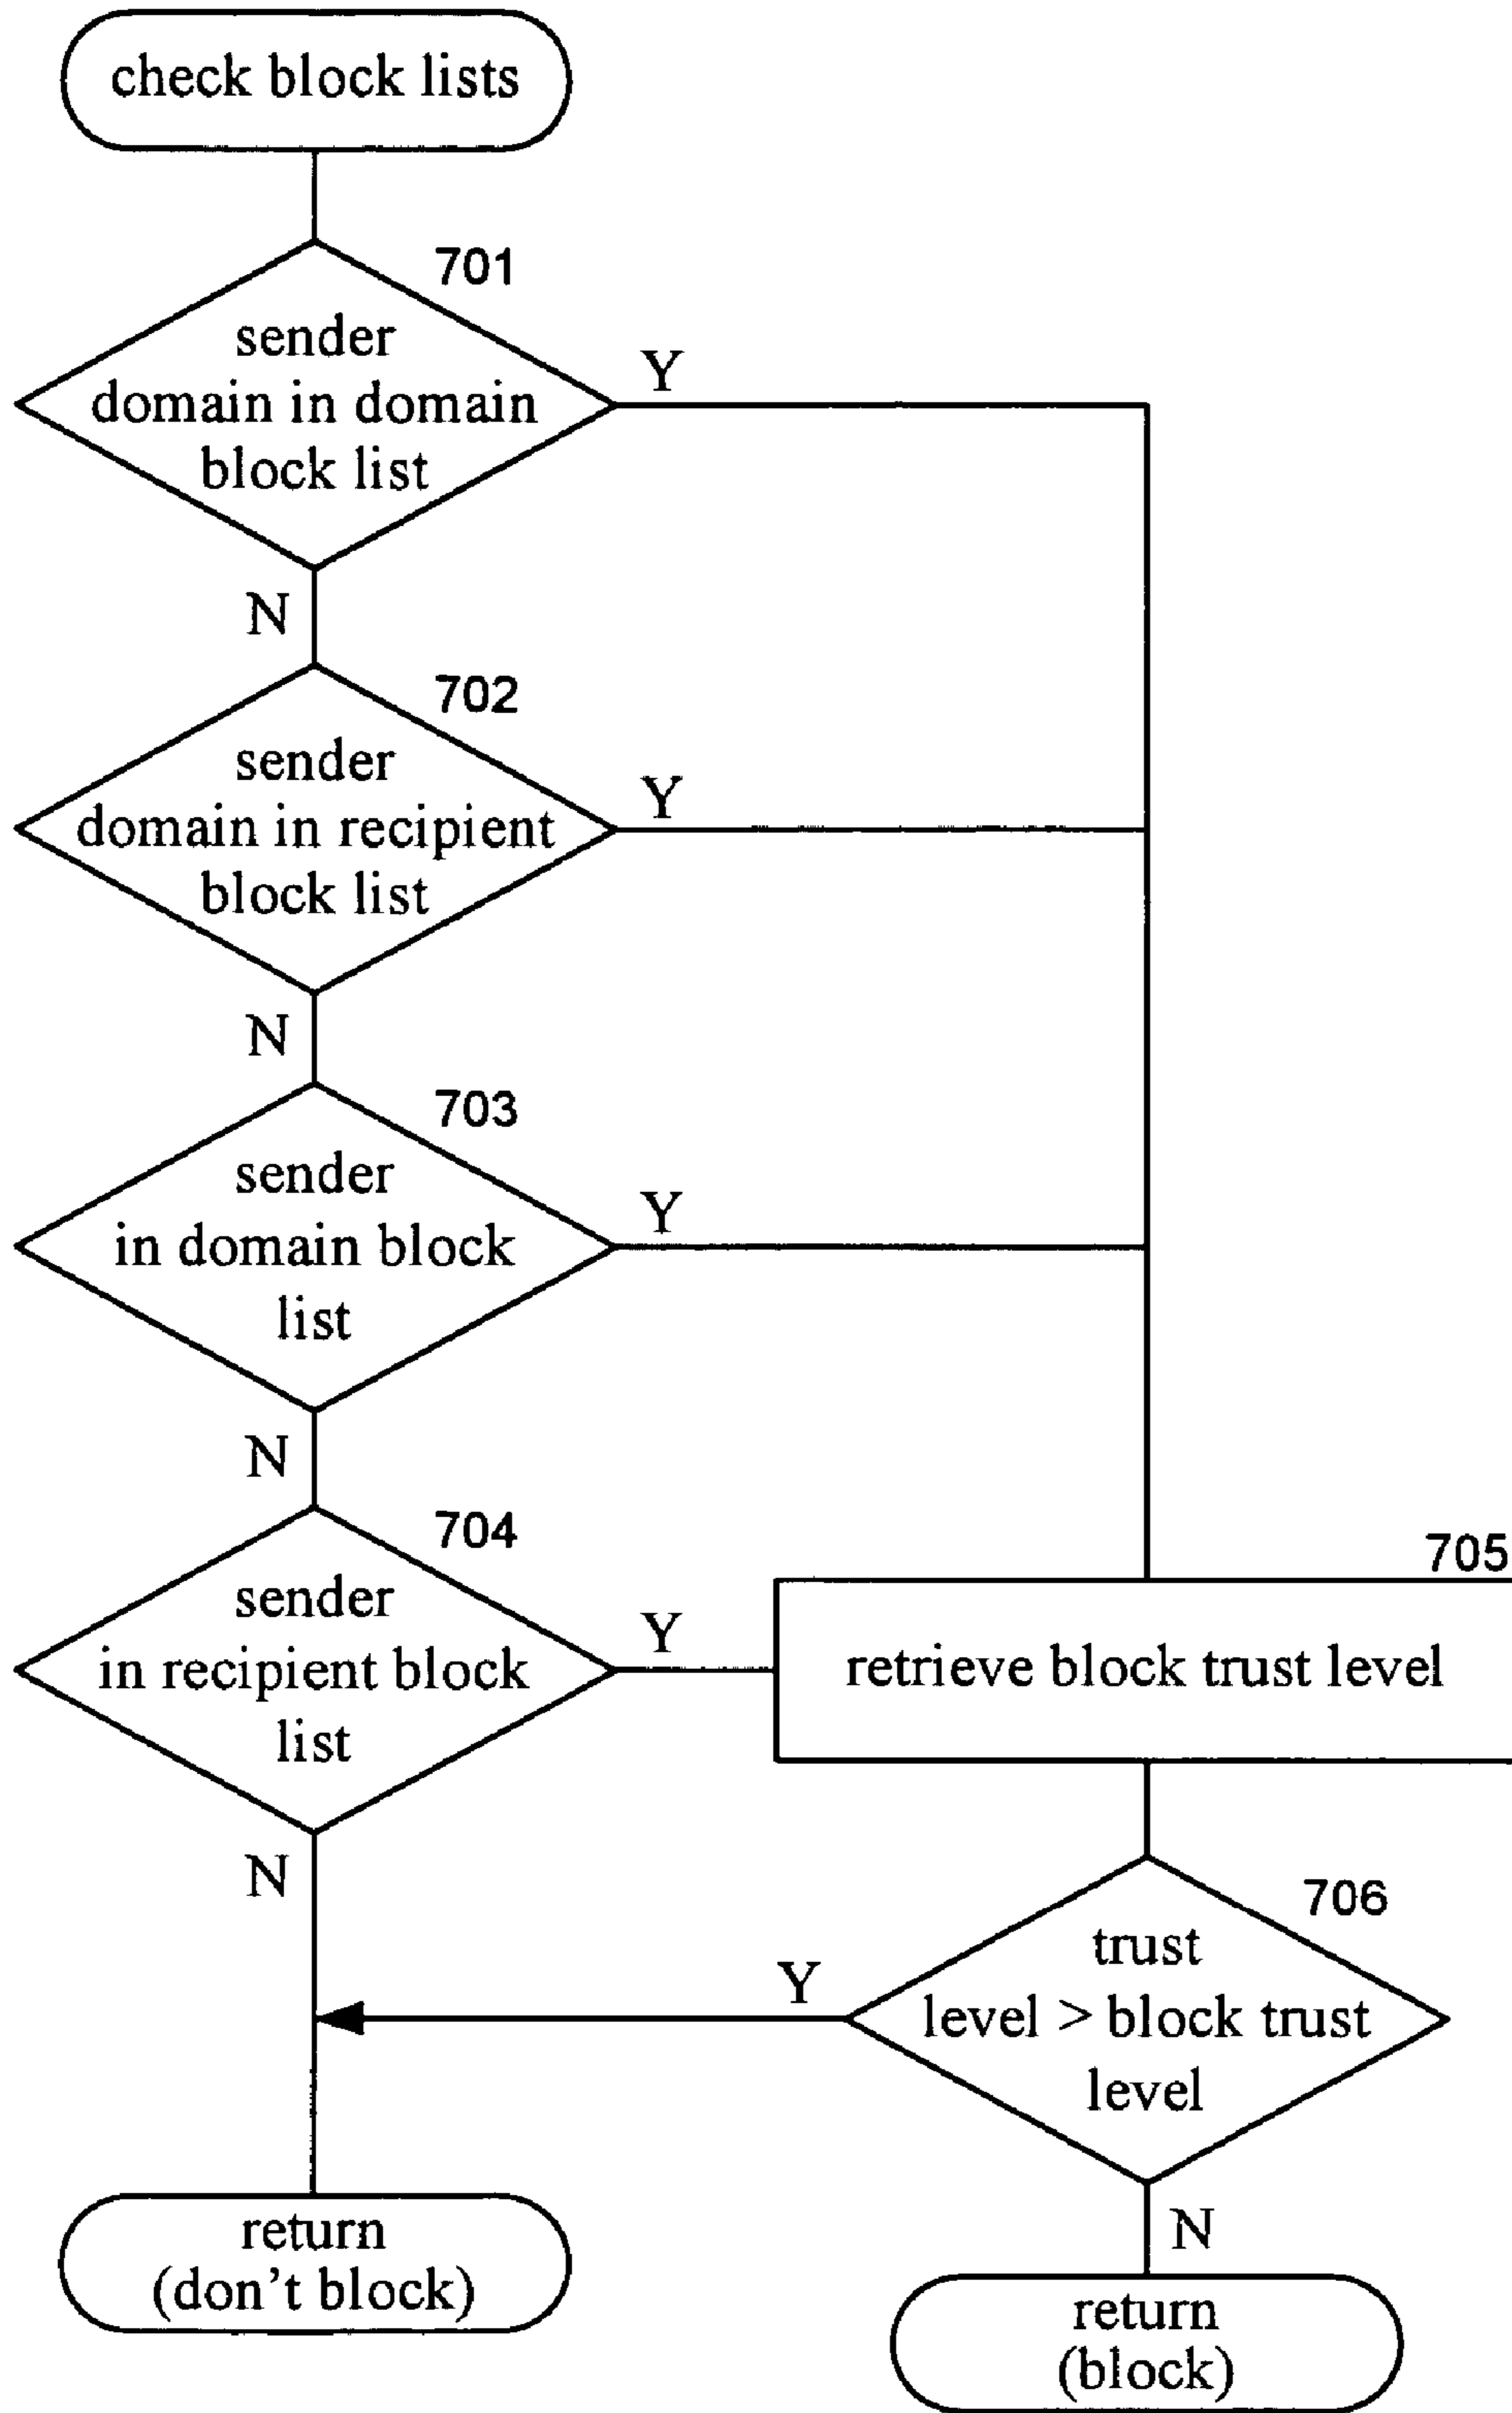 check block lists
701
sender
domain in domain
block list
Y
N
702
sender
domain in recipient
block list
Y
N
703
sender
in domain block
list
Y
N
704
sender
in recipient block
list
Y
N
705
retrieve block trust level
706
trust
level > block trust
level
Y
N
return
(don't block)
return
(block)